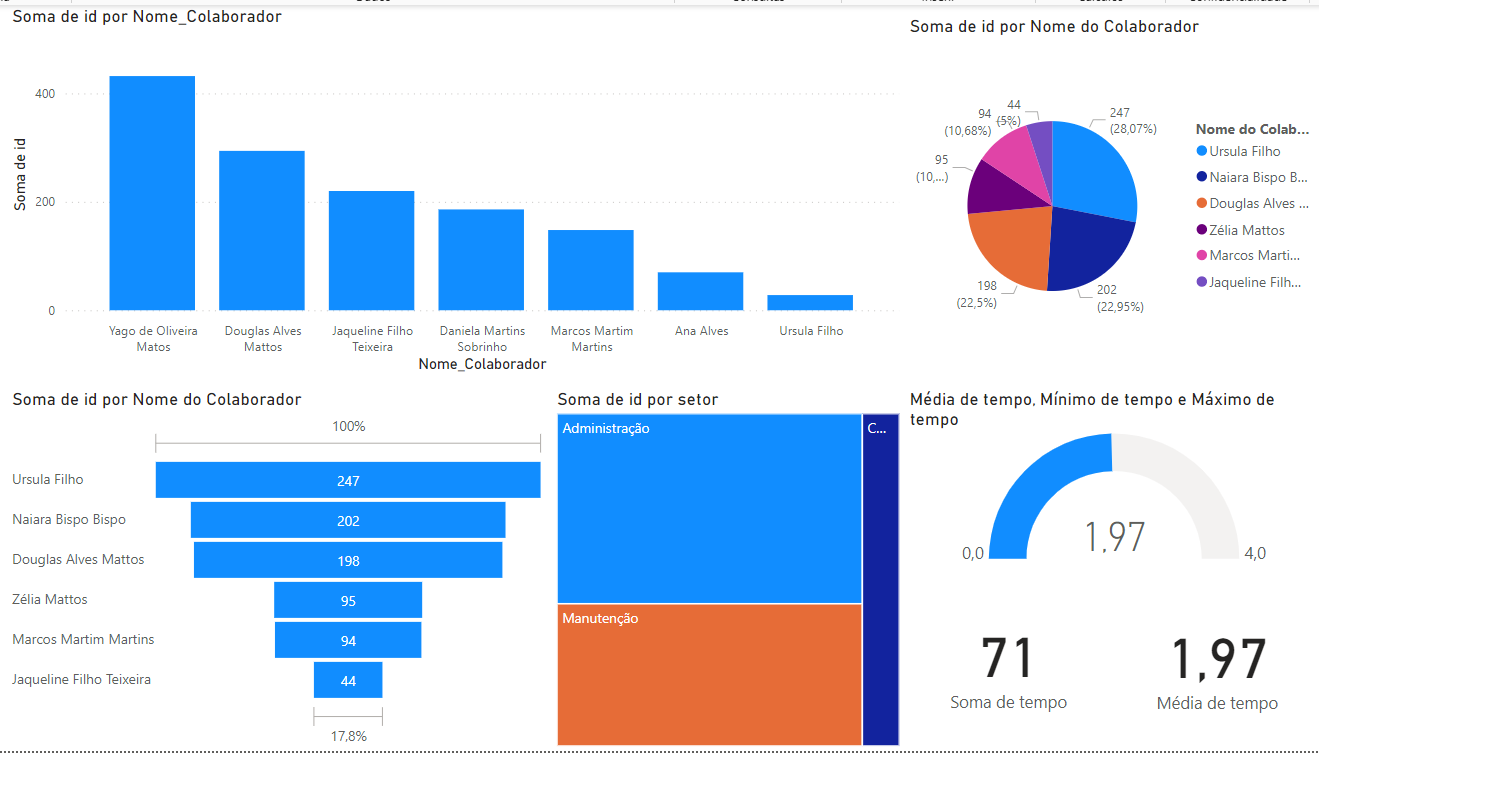 Soma de id por Nome_Colaborador
400
200
0
Soma de id
Yago de Oliveira
Matos
Douglas Alves
Mattos
Jaqueline Filho
Teixeira
Daniela Martins
Sobrinho
Marcos Martim
Martins
Ana Alves
Ursula Filho
Nome_Colaborador
Soma de id por Nome do Colaborador
44
(5%)
94
(10,68%)
95
(10,...)
247
(28,07%)
198
(22,5%)
202
(22,95%)
Nome do Colab...
Ursula Filho
Naiara Bispo B...
Douglas Alves ...
Zélia Mattos
Marcos Marti...
Jaqueline Filh...
Soma de id por Nome do Colaborador
100%
Ursula Filho
247
Naiara Bispo Bispo
202
Douglas Alves Mattos
198
Zélia Mattos
95
Marcos Martim Martins
94
Jaqueline Filho Teixeira
44
17,8%
Soma de id por setor
Administração
C...
Manutenção
Média de tempo, Mínimo de tempo e Máximo de
tempo
0,0
1,97
4,0
71
Soma de tempo
1,97
Média de tempo